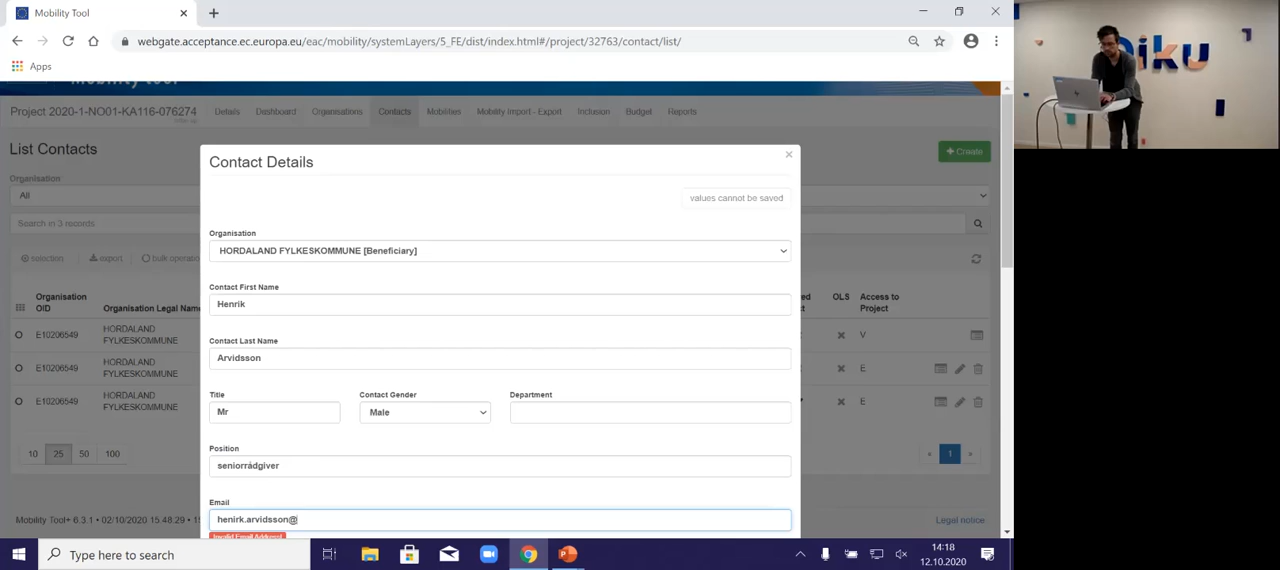 Mobility Tool
webgate.acceptance.ec.europa.eu/eac/mobility/systemLayers/5_FE/dist/index.html#/project/32763/contact/list/
Apps
Project 2020-1-NO01-KA116-076274 Details Dashboard Organisations Contacts Mobilities Mobility Import - Export Inclusion Budget Reports
List Contacts
Create
Organisation
All
Search in 3 records
selection export bulk operatio
Organisation OID Organisation Legal Name OLS Access to Project
E10206549 HORDALAND FYLKESKOMMUNE V
E10206549 HORDALAND FYLKESKOMMUNE E
E10206549 HORDALAND FYLKESKOMMUNE E
10 25 50 100 « 1 »
Mobility Tool+ 6.3.1 • 02/10/2020 15:48:29 Legal notice
Contact Details ×
values cannot be saved
Organisation
HORDALAND FYLKESKOMMUNE [Beneficiary]
Contact First Name
Henrik
Contact Last Name
Arvidsson
Title Contact Gender Department
Mr Male
Position
seniorrådgiver
Email
henirk.arvidsson@
Invalid Email Address!
Type here to search
14:18
12.10.2020
iku